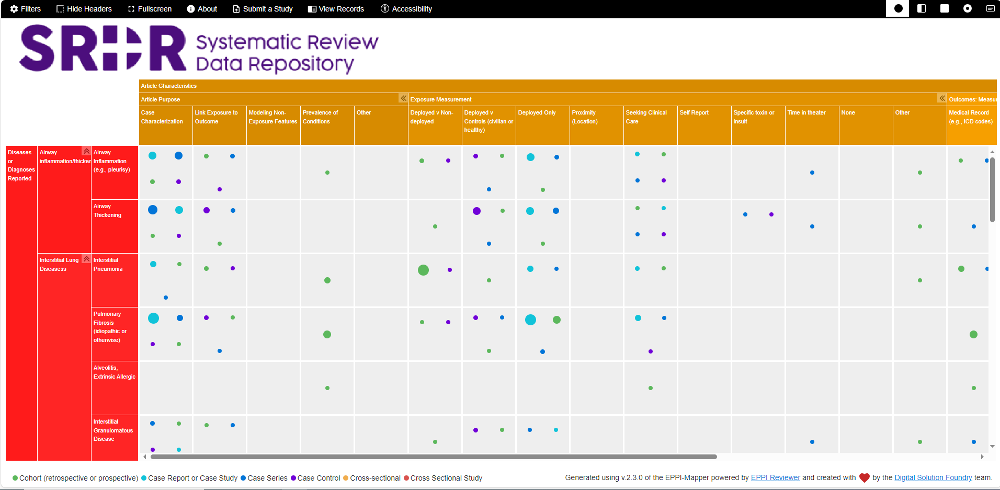 Filters Hide Headers Fullscreen About Submit a Study View Records Accessibility
SRDR Systematic Review
Data Repository
Article Characteristics
Article Purpose
Exposure Measurement
Outcomes: Measur
Case
Characterization
Link Exposure to
Outcome
Modeling Non-
Exposure Features
Prevalence of
Conditions
Other
Deployed v Non-
deployed
Deployed v
Controls (civilian or
healthy)
Deployed Only
Proximity
(Location)
Seeking Clinical
Care
Self Report
Specific toxin or
insult
Time in theater
None
Other
Medical Record
(e.g., ICD codes)
Diseases
or
Diagnoses
Reported
Airway
inflammation/thicker
Airway
Inflammation
(e.g., pleurisy)
Airway
Thickening
Interstitial Lung
Diseasess
Interstitial
Pneumonia
Pulmonary
Fibrosis
(idiopathic or
otherwise)
Alveolitis,
Extrinsic Allergic
Interstitial
Granulomatous
Disease
Cohort (retrospective or prospective) Case Report or Case Study Case Series Case Control Cross-sectional Cross Sectional Study
Generated using v.2.3.0 of the EPPI-Mapper powered by EPPI Reviewer and created with by the Digital Solution Foundry team.